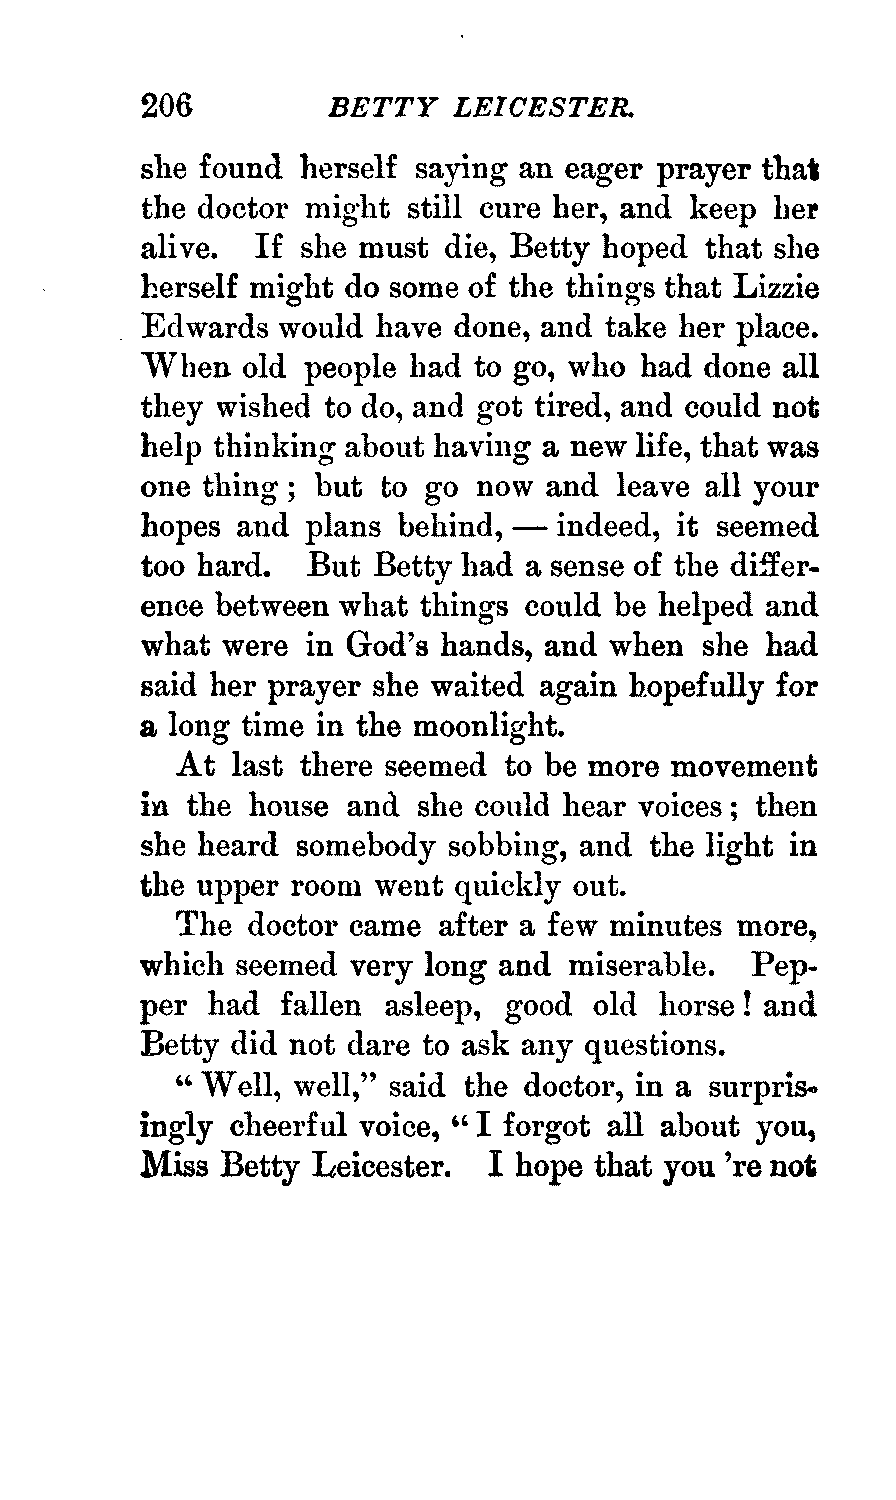 206 BETTY LEICESTER.
she found herself saying an eager prayer that
the doctor might still cure her, and keep her
alive. If she must die, Betty hoped that she
herself might do some of the things that Lizzie
Edwards would have done, and take her place.
When old people had to go, who had done all
they wished to do, and got tired, and could not
help thinking about having a new life, that was
one thing ; but to go now and leave all your
hopes and plans behind, — indeed, it seemed
too hard. But Betty had a sense of the differ-
ence between what things could be helped and
what were in God's hands, and when she had
said her prayer she waited again hopefully for
a long time in the moonlight.
At last there seemed to be more movement
in the house and she could hear voices ; then
she heard somebody sobbing, and the light in
the upper room went quickly out.
The doctor came after a few minutes more,
which seemed very long and miserable. Pep-
per had fallen asleep, good old horse ! and
Betty did not dare to ask any questions.
“ Well, well,” said the doctor, in a surpris-
ingly cheerful voice, “ I forgot all about you,
Miss Betty Leicester. I hope that you 're not